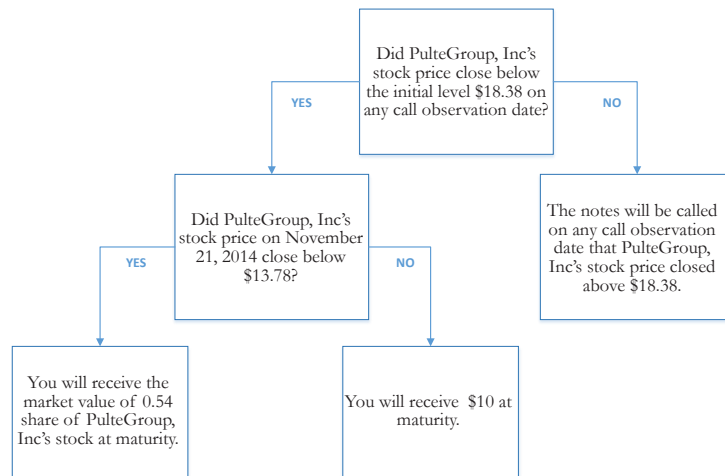 Did PulteGroup, Inc's
stock price close below
the initial level $18.38 on
any call observation date?
YES
NO
Did PulteGroup, Inc's
stock price on November
21, 2014 close below
$13.78?
The notes will be called
on any call observation
date that PulteGroup,
Inc's stock price closed
above $18.38.
YES
NO
You will receive the
market value of 0.54
share of PulteGroup,
Inc's stock at maturity.
You will receive $10 at
maturity.